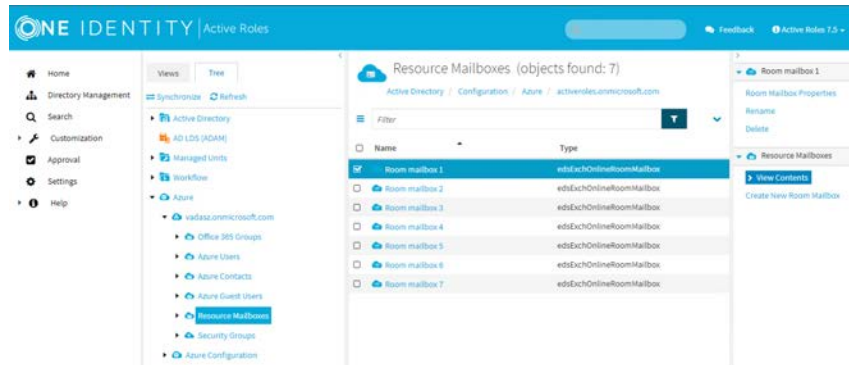 ONE IDENTITY | Active Roles
Feedback
Active Roles 7.5
Home
Directory Management
Search
Customization
Approval
Settings
Help
Views
Tree
Synchronize
Refresh
Active Directory
AD LDS (ADAM)
Managed Units
Workflow
Azure
vadasz.onmicrosoft.com
Office 365 Groups
Azure Users
Azure Contacts
Azure Guest Users
Resource Mailboxes
Security Groups
Azure Configuration
Resource Mailboxes (objects found: 7)
Active Directory / Configuration / Azure / activeroles.onmicrosoft.com
Filter
Name Type
Room mailbox 1 edsExchOnlineRoomMailbox
Room mailbox 2 edsExchOnlineRoomMailbox
Room mailbox 3 edsExchOnlineRoomMailbox
Room mailbox 4 edsExchOnlineRoomMailbox
Room mailbox 5 edsExchOnlineRoomMailbox
Room mailbox 6 edsExchOnlineRoomMailbox
Room mailbox 7 edsExchOnlineRoomMailbox
Room mailbox 1
Room Mailbox Properties
Rename
Delete
Resource Mailboxes
View Contents
Create New Room Mailbox